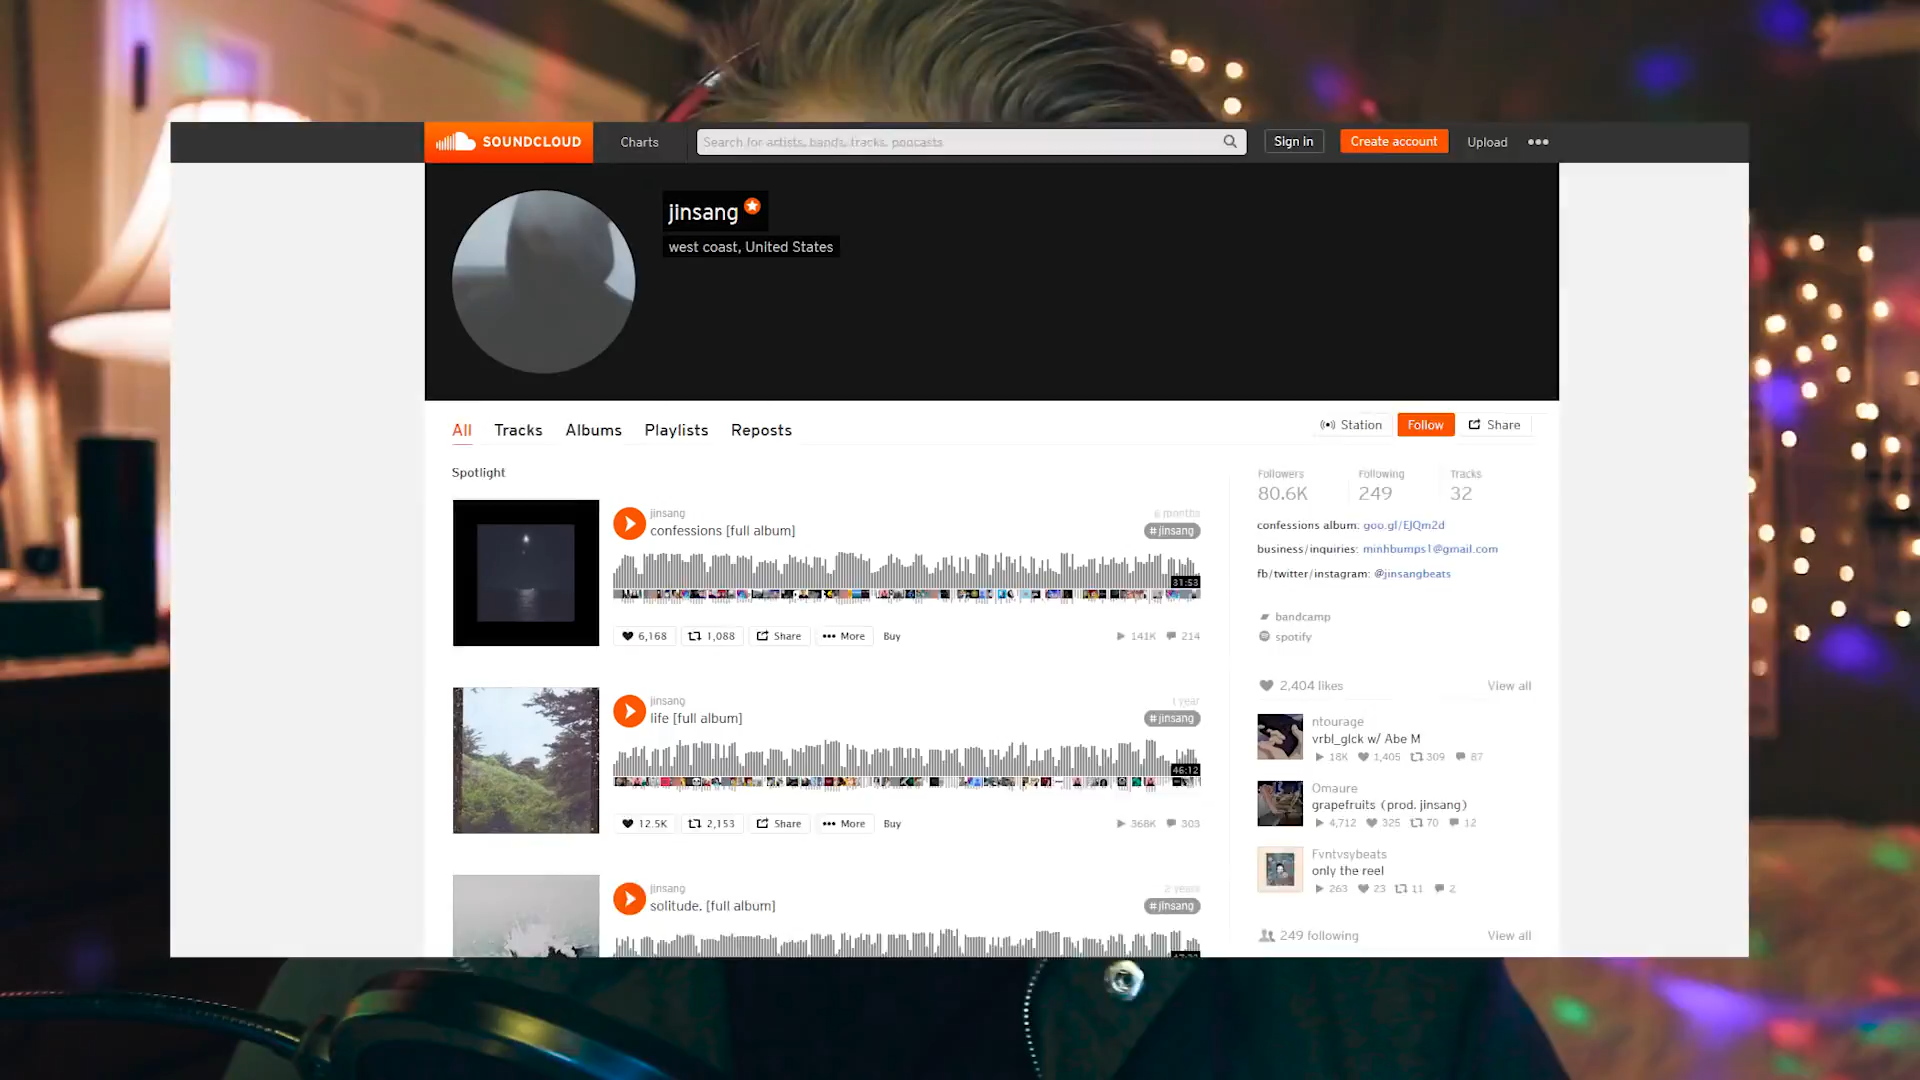 SOUNDCLOUD
Charts
Search for artists, bands, tracks, podcasts
Sign in
Create account
Upload
jinsang
west coast, United States
All
Tracks
Albums
Playlists
Reposts
Station
Follow
Share
Spotlight
jinsang
6 months
confessions [full album]
#jinsang
31:53
6,168
1,088
Share
More
Buy
141K
214
jinsang
1 year
life [full album]
#jinsang
46:12
12.5K
2,153
Share
More
Buy
368K
303
jinsang
2 years
solitude. [full album]
#jinsang
Followers
80.6K
Following
249
Tracks
32
confessions album: goo.gl/EJQm2d
business/inquiries: minhbumps1@gmail.com
fb/twitter/instagram: @jinsangbeats
bandcamp
spotify
2,404 likes
View all
ntourage
vrbl_glck w/ Abe M
18K
1,405
309
87
Omaure
grapefruits (prod. jinsang)
4,712
325
70
12
Fvntvsybeats
only the reel
263
23
11
2
249 following
View all